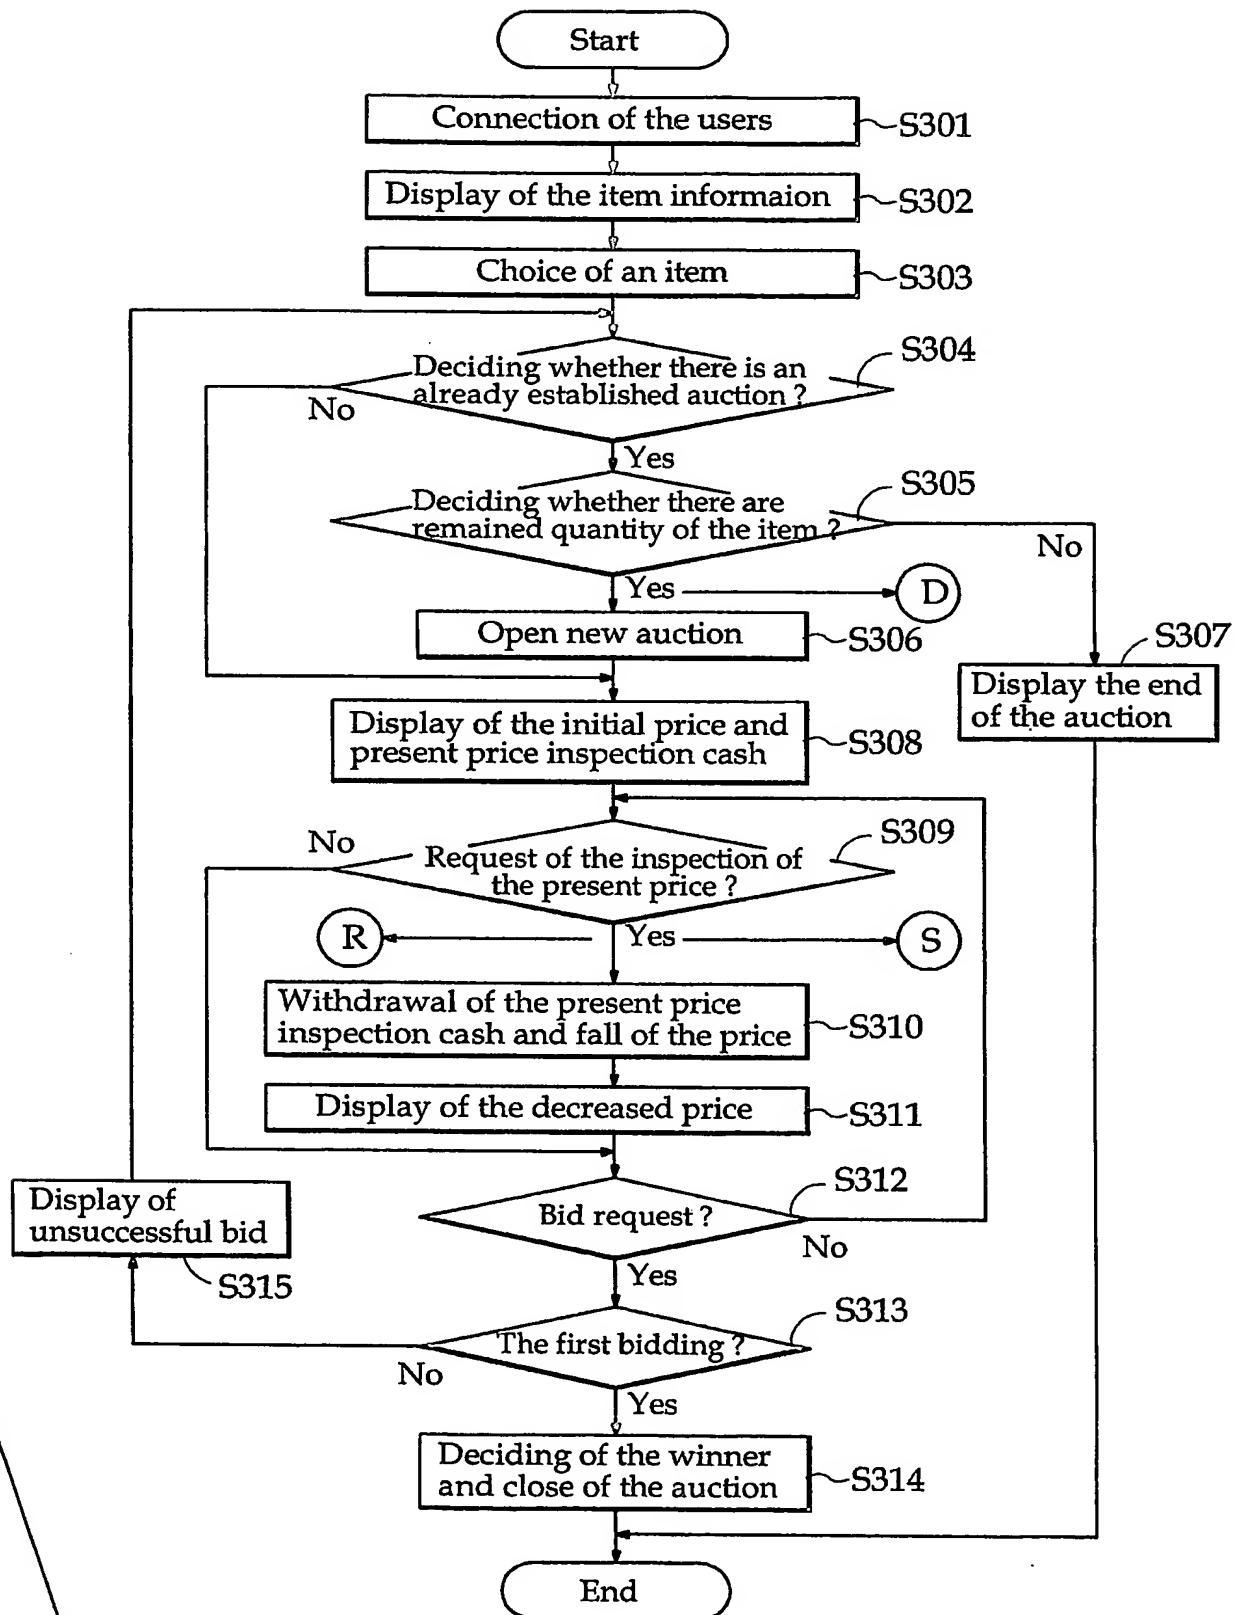 Start
Connection of the users
S301
Display of the item informaion
S302
Choice of an item
S303
Deciding whether there is an
already established auction ?
S304
No
Yes
Deciding whether there are
remained quantity of the item ?
S305
No
Yes
D
Open new auction
S306
S307
Display the end
of the auction
Display of the initial price and
present price inspection cash
S308
No
Request of the inspection of
the present price ?
S309
R
Yes
S
Withdrawal of the present price
inspection cash and fall of the price
S310
Display of the decreased price
S311
Display of
unsuccessful bid
S315
Bid request ?
S312
No
Yes
The first bidding ?
S313
No
Yes
Deciding of the winner
and close of the auction
S314
End